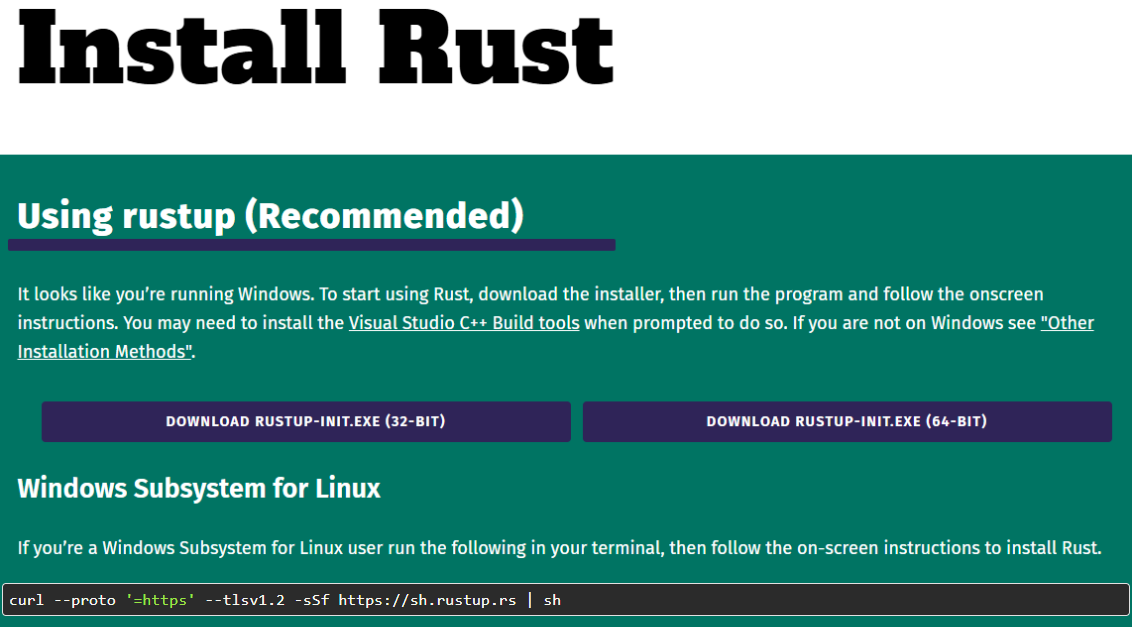 Install Rust
Using rustup (Recommended)
It looks like you’re running Windows. To start using Rust, download the installer, then run the program and follow the onscreen
instructions. You may need to install the Visual Studio C++ Build tools when prompted to do so. If you are not on Windows see "Other
Installation Methods".
DOWNLOAD RUSTUP-INIT.EXE (32-BIT)
DOWNLOAD RUSTUP-INIT.EXE (64-BIT)
Windows Subsystem for Linux
If you’re a Windows Subsystem for Linux user run the following in your terminal, then follow the on-screen instructions to install Rust.
curl --proto '=https' --tlsv1.2 -sSf https://sh.rustup.rs | sh